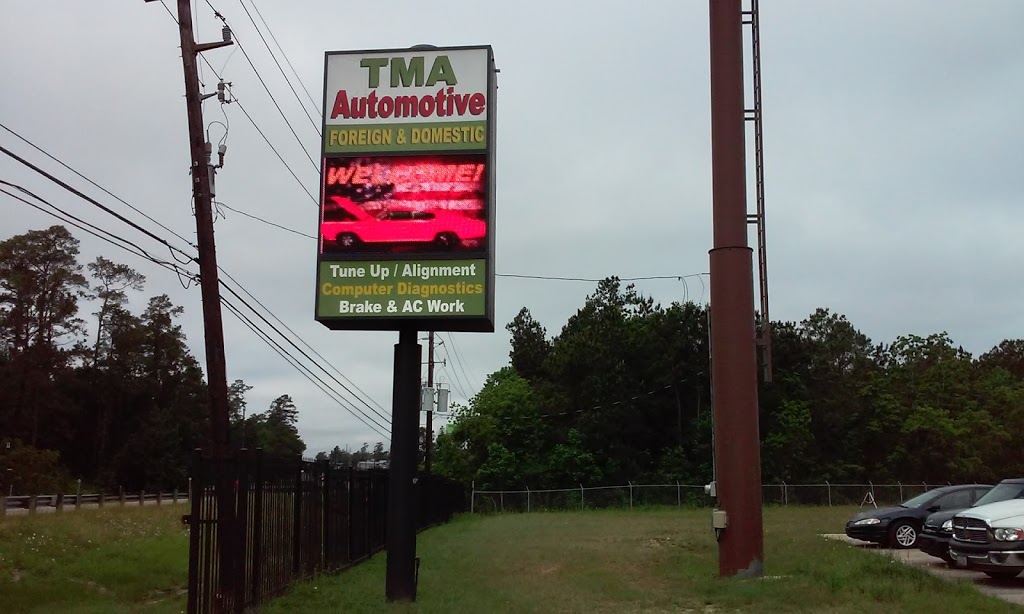 TMA
Automotive
FOREIGN & DOMESTIC
WELCOME!
Tune Up / Alignment
Computer Diagnostics
Brake & AC Work